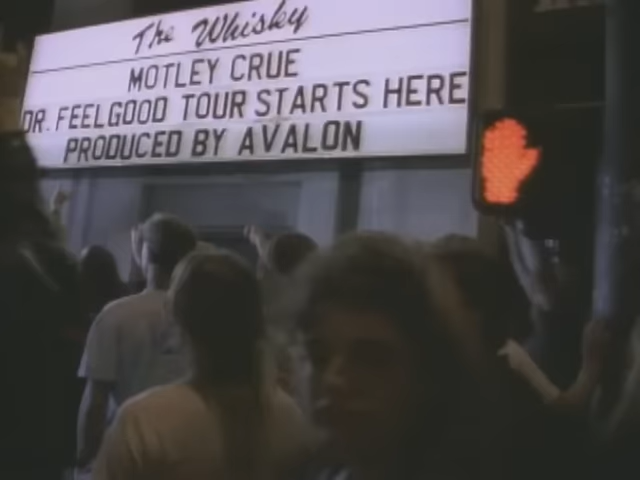 The Whisky
MOTLEY CRUE
DR. FEELGOOD TOUR STARTS HERE
PRODUCED BY AVALON